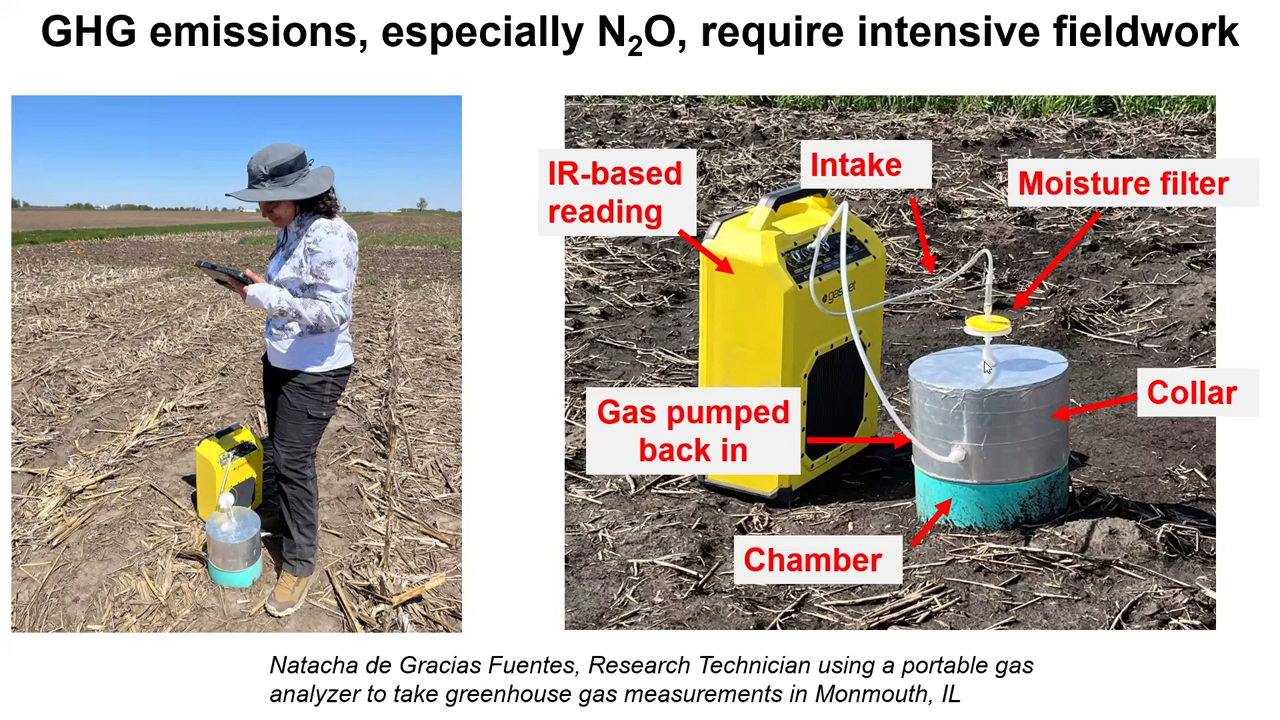 GHG emissions, especially N₂O, require intensive fieldwork
IR-based
reading
Intake
Moisture filter
gasmet
Collar
Gas pumped
back in
Chamber
Natacha de Gracias Fuentes, Research Technician using a portable gas
analyzer to take greenhouse gas measurements in Monmouth, IL